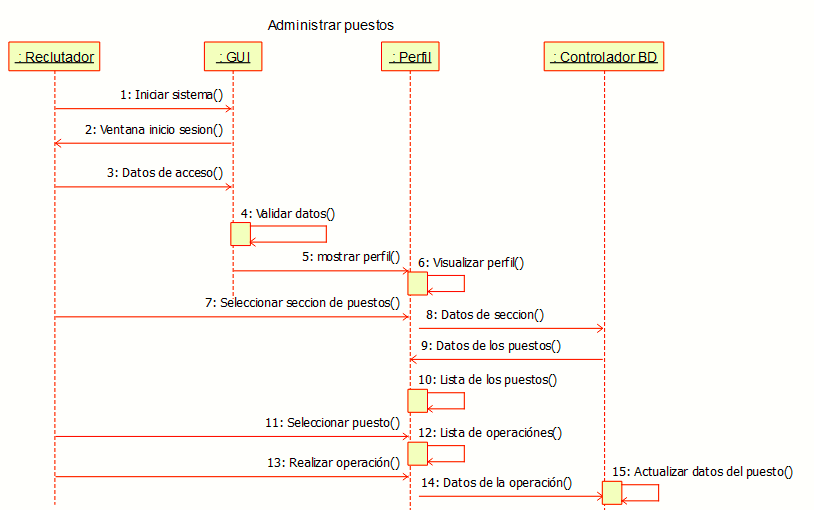 Administrar puestos
: Reclutador
: GUI
: Perfil
: Controlador BD
1: Iniciar sistema()
2: Ventana inicio sesion()
3: Datos de acceso()
4: Validar datos()
5: mostrar perfil()
6: Visualizar perfil()
7: Seleccionar seccion de puestos()
8: Datos de seccion()
9: Datos de los puestos()
10: Lista de los puestos()
11: Seleccionar puesto()
12: Lista de operaciónes()
13: Realizar operación()
14: Datos de la operación()
15: Actualizar datos del puesto()